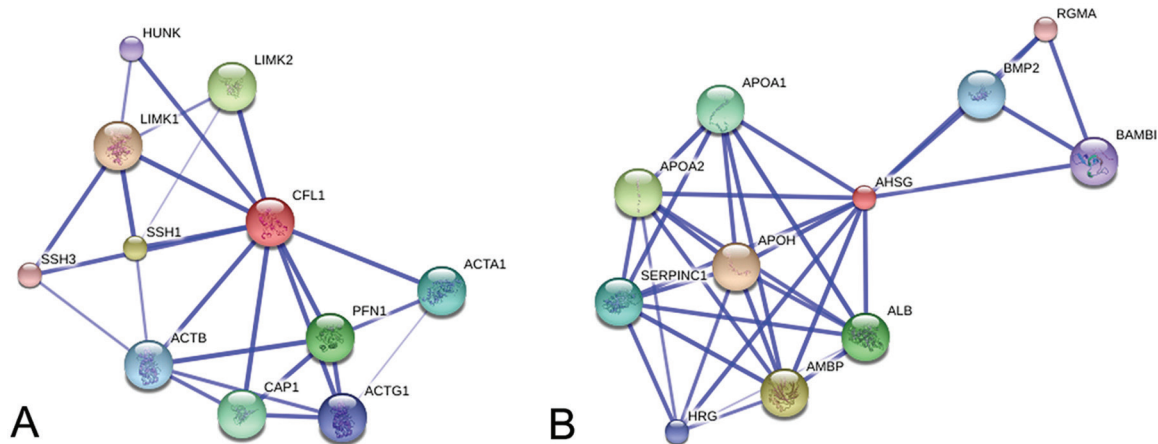 HUNK
LIMK2
LIMK1
CFL1
SSH1
SSH3
ACTA1
PFN1
ACTB
CAP1
ACTG1
A
RGMA
BMP2
APOA1
BAMBI
APOA2
AHSG
APOH
SERPINC1
ALB
AMBP
HRG
B